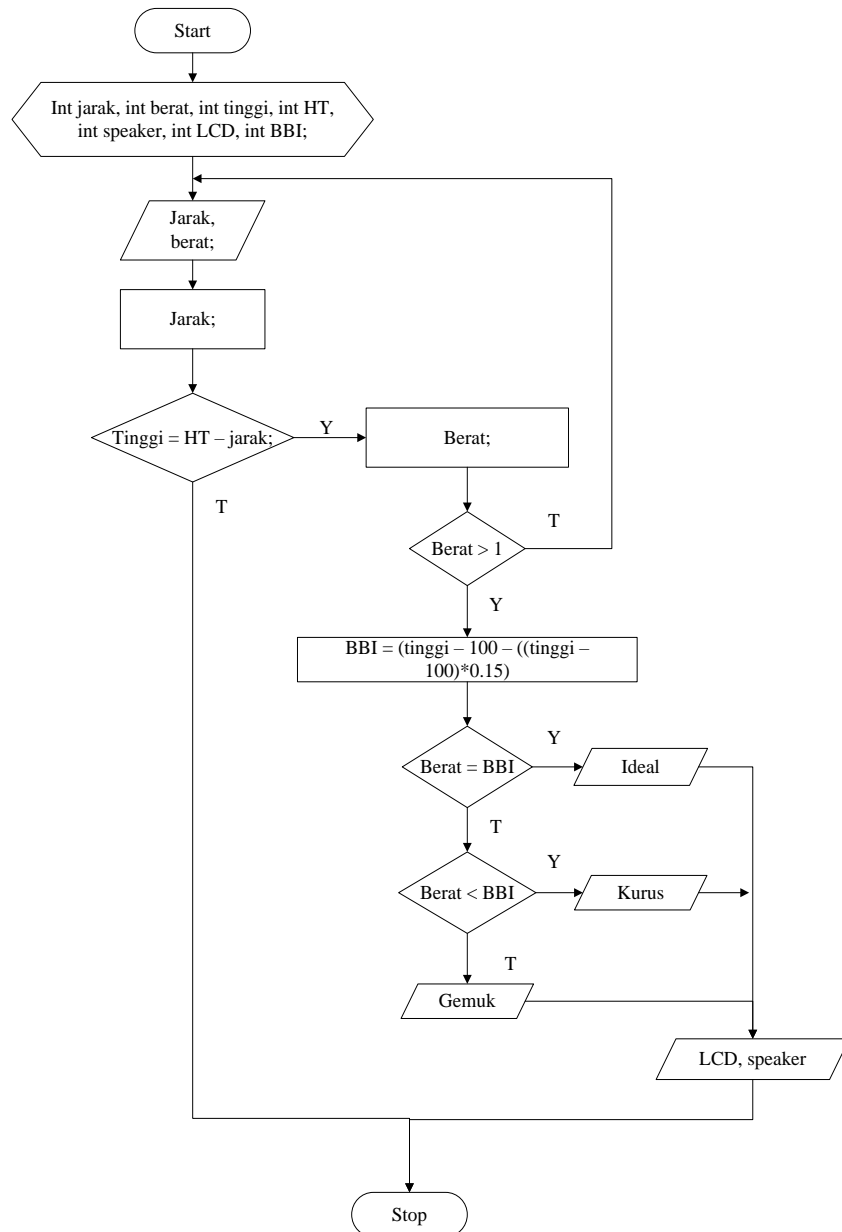 Start
Int jarak, int berat, int tinggi, int HT,
int speaker, int LCD, int BBI;
Jarak,
berat;
Jarak;
Tinggi = HT – jarak;
Y
Berat;
T
Berat > 1
T
Y
BBI = (tinggi – 100 – ((tinggi –
100)*0.15)
Berat = BBI
Y
Ideal
T
Berat < BBI
Y
Kurus
T
Gemuk
LCD, speaker
Stop